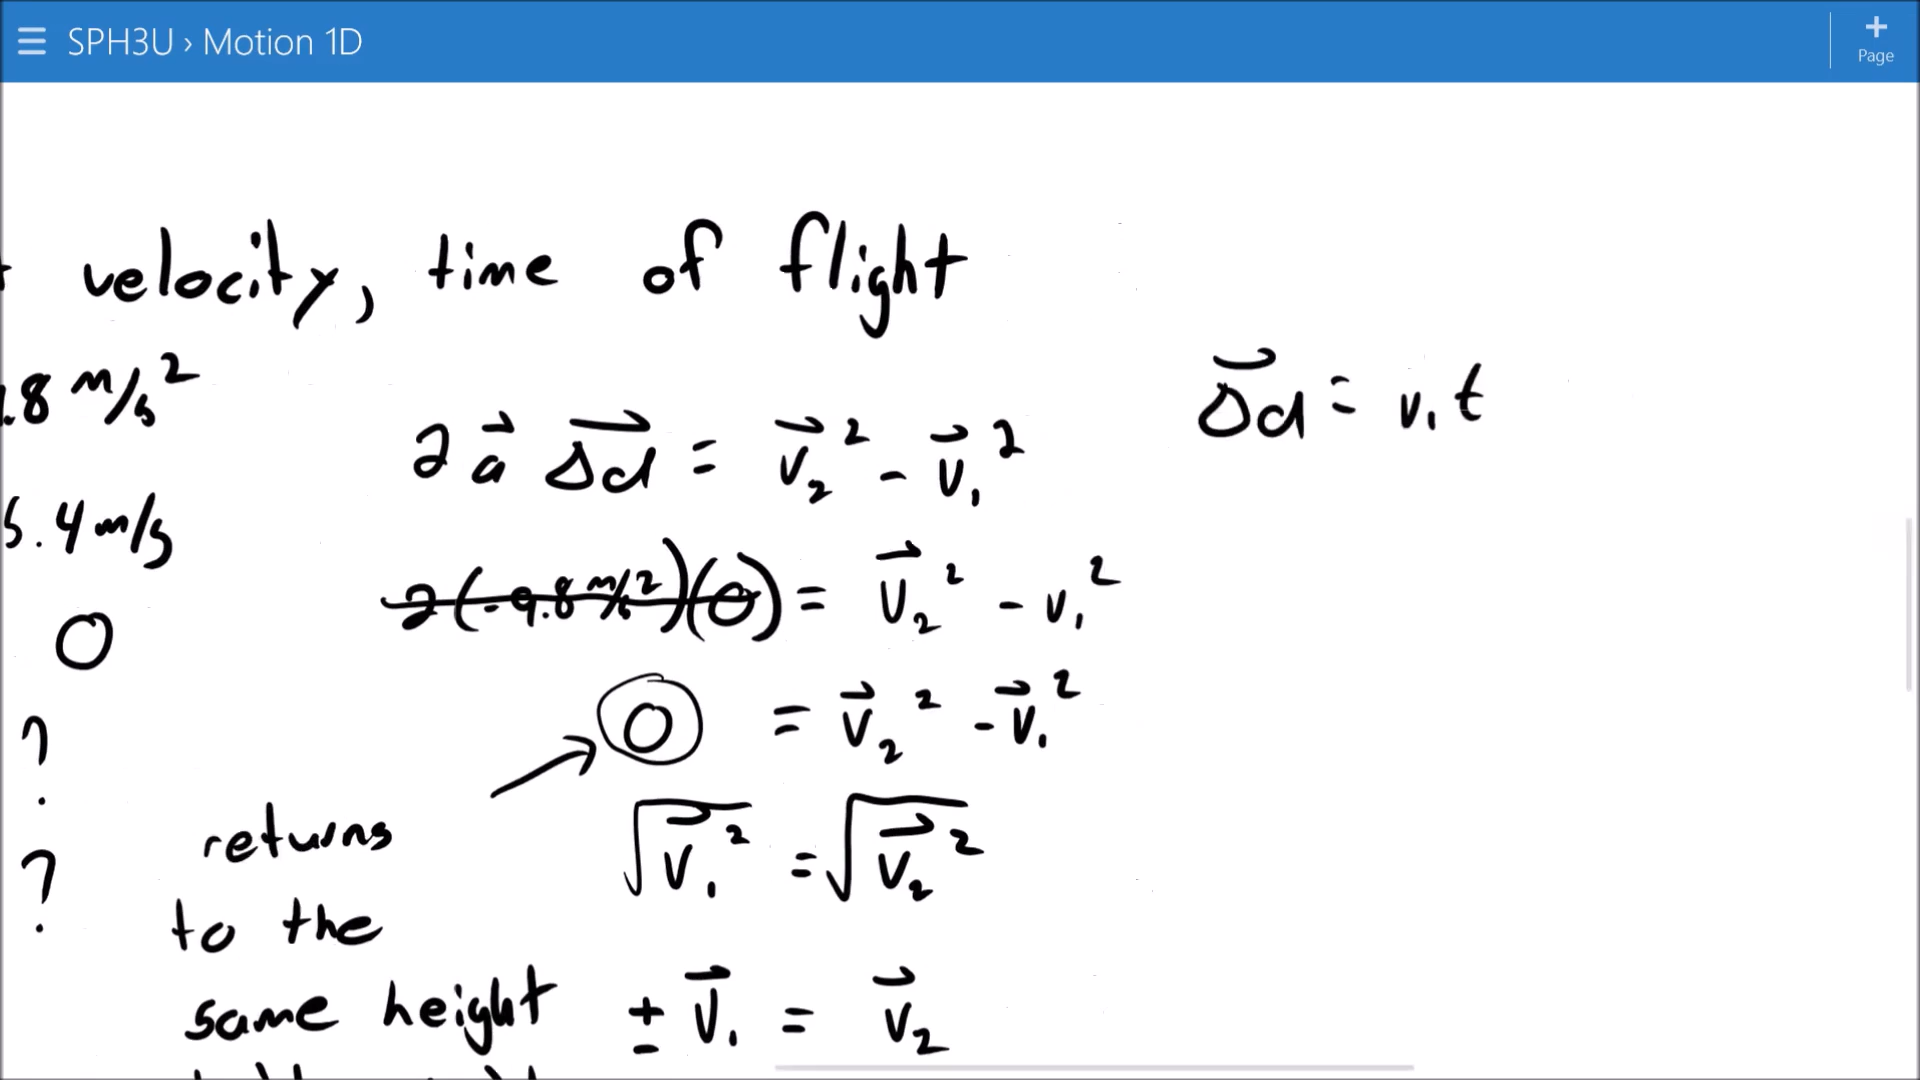 SPH3U › Motion 1D
Page
velocity, time of flight
.8 m/s²
5.4 m/s
0
?
?
2 a⃗ Δd⃗ = v⃗₂² - v⃗₁²
2(-9.8 m/s²)(0) = v⃗₂² - v₁²
0 = v⃗₂² - v⃗₁²
√v⃗₁² = √v⃗₂²
± v⃗₁ = v⃗₂
returns
to the
same height
Δd⃗ = v₁t